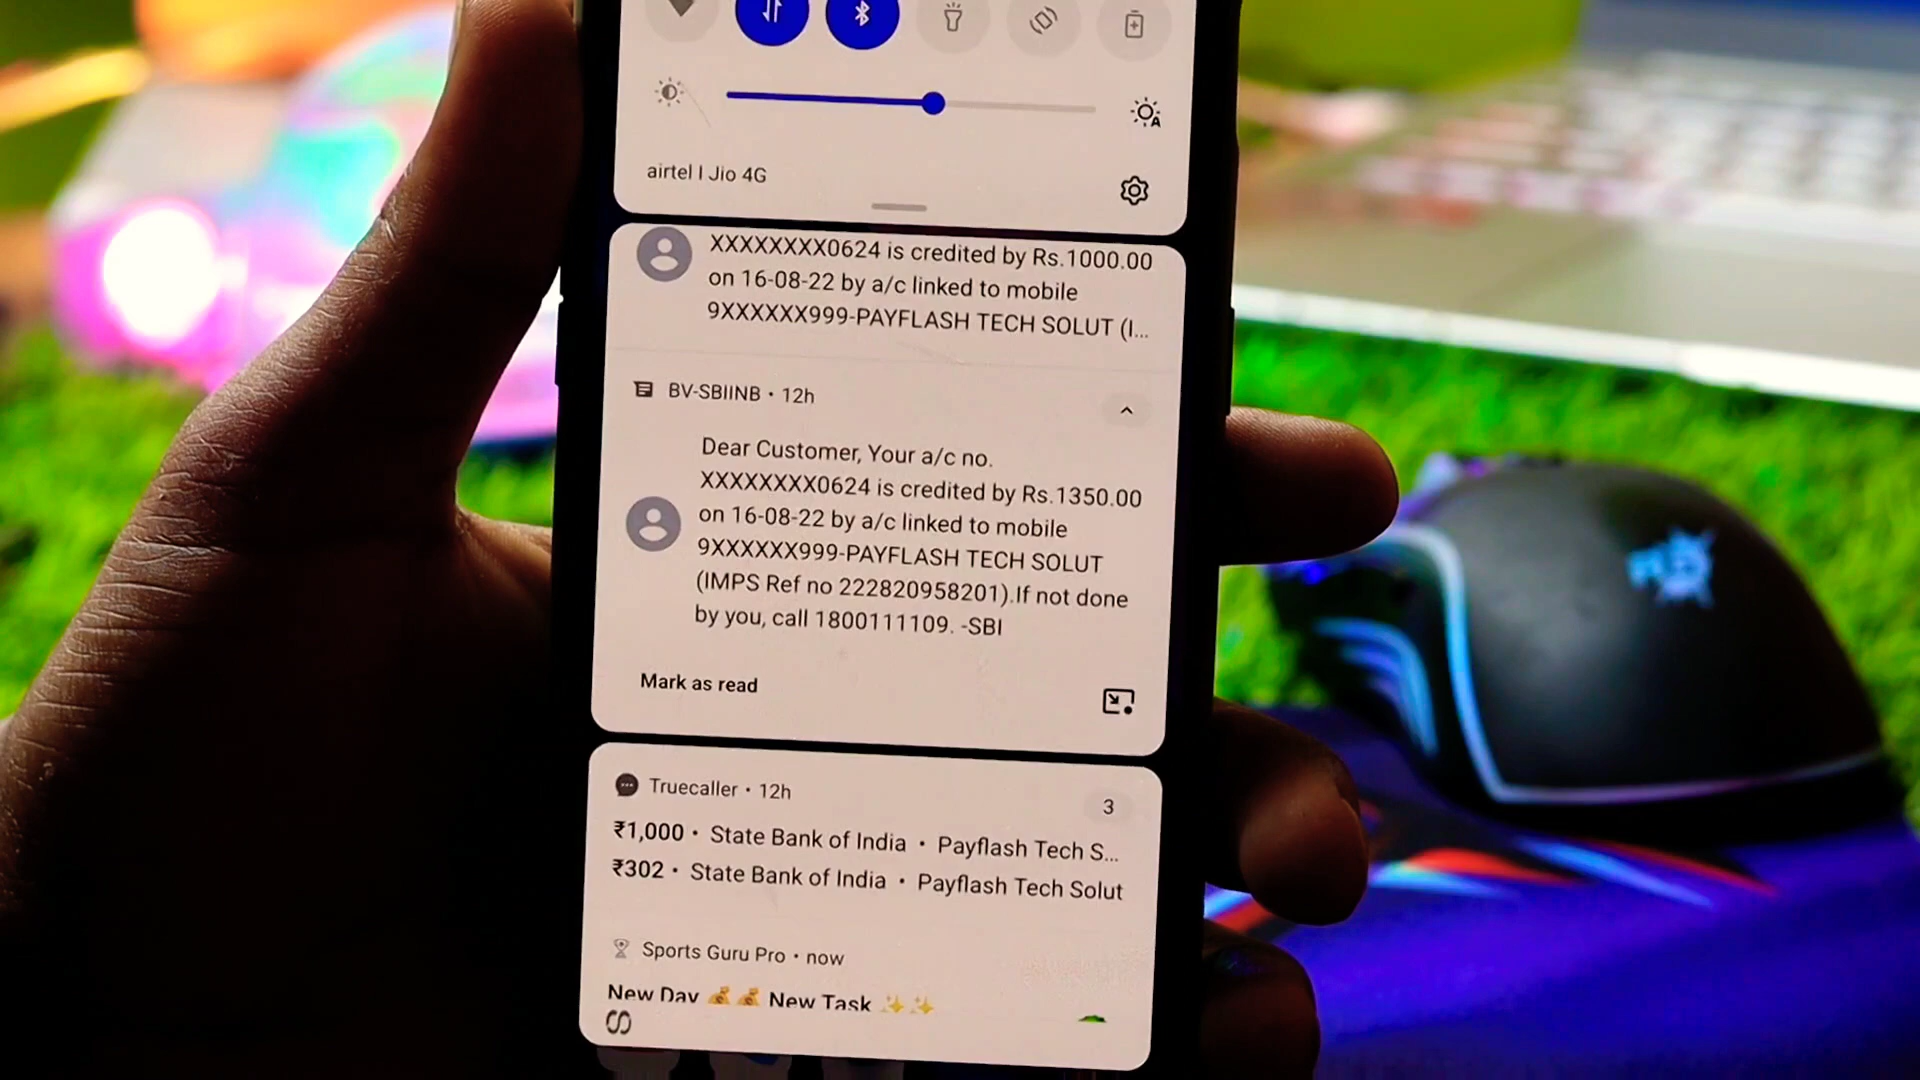 airtel | Jio 4G
XXXXXXXX0624 is credited by Rs.1000.00
on 16-08-22 by a/c linked to mobile
9XXXXXX999-PAYFLASH TECH SOLUT (I...
BV-SBIINB • 12h
Dear Customer, Your a/c no.
XXXXXXXX0624 is credited by Rs.1350.00
on 16-08-22 by a/c linked to mobile
9XXXXXX999-PAYFLASH TECH SOLUT
(IMPS Ref no 222820958201).If not done
by you, call 1800111109. -SBI
Mark as read
Truecaller • 12h
3
₹1,000 • State Bank of India • Payflash Tech S...
₹302 • State Bank of India • Payflash Tech Solut
Sports Guru Pro • now
New Day 💰💰 New Task ✨✨